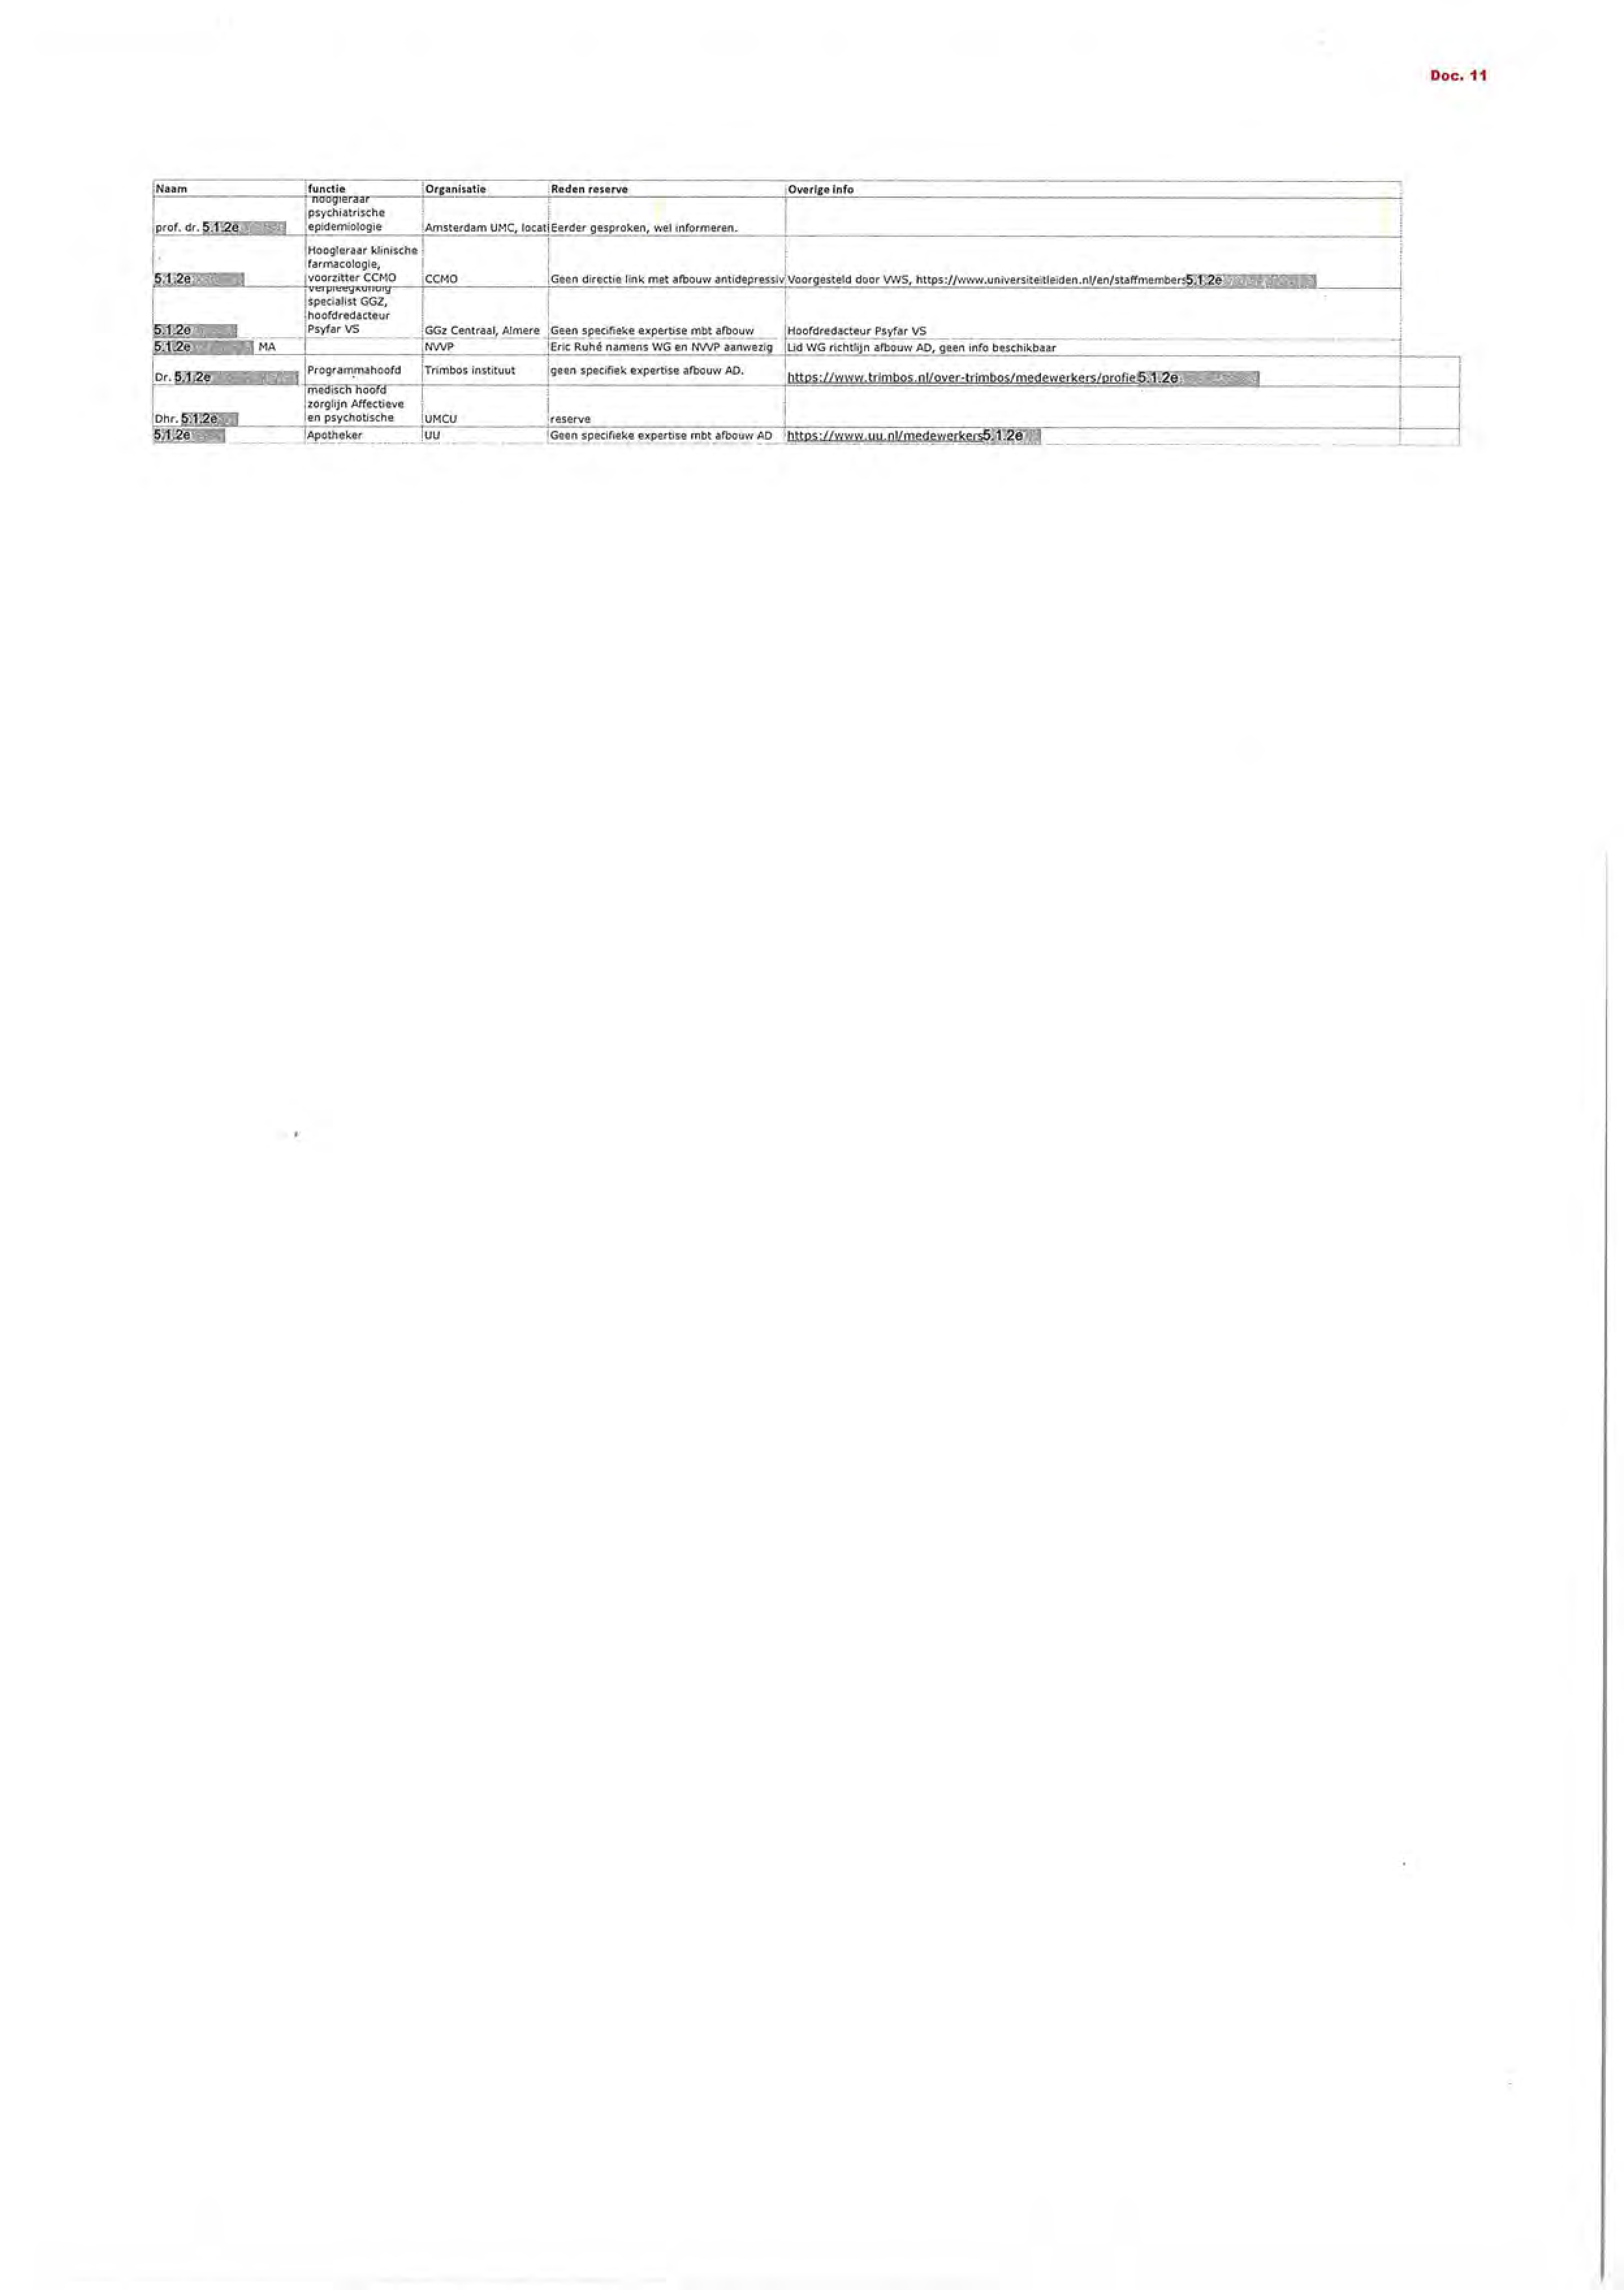 Doc. 11
Naam functie Organisatie Reden reserve Overige info
hoogleraar
psychiatrische
prof. dr. 5.1.2e epidemiologie Amsterdam UMC, locati Eerder gesproken, wel informeren.
Hoogleraar klinische
farmacologie,
5.1.2e voorzitter CCMO CCMO Geen directie link met afbouw antidepressiv Voorgesteld door VWS, https://www.universiteitleiden.nl/en/staffmembers 5.1.2e
verpleegkundig
specialist GGZ,
hoofdredacteur
5.1.2e Psyfar VS GGz Centraal, Almere Geen specifieke expertise mbt afbouw Hoofdredacteur Psyfar VS
5.1.2e MA NVVP Eric Ruhé namens WG en NVVP aanwezig Lid WG richtlijn afbouw AD, geen info beschikbaar
Dr. 5.1.2e Programmahoofd Trimbos instituut geen specifiek expertise afbouw AD. https://www.trimbos.nl/over-trimbos/medewerkers/profie 5.1.2e
medisch hoofd
zorglijn Affectieve
Dhr. 5.1.2e en psychotische UMCU reserve
5.1.2e Apotheker UU Geen specifieke expertise mbt afbouw AD https://www.uu.nl/medewerkers 5.1.2e